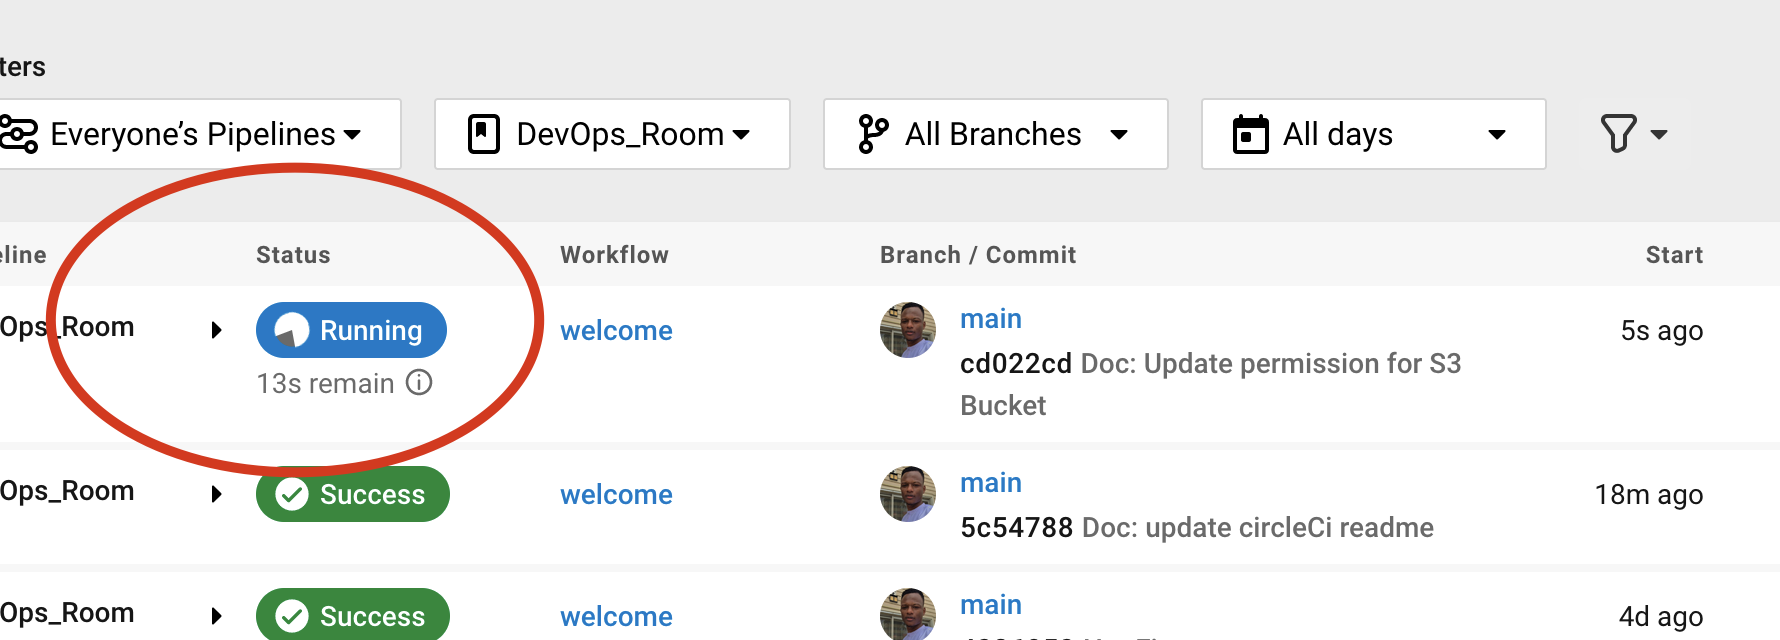 ters
Everyone’s Pipelines DevOps_Room All Branches All days
eline Status Workflow Branch / Commit Start
Ops_Room Running welcome main 5s ago
13s remain cd022cd Doc: Update permission for S3
Bucket
Ops_Room Success welcome main 18m ago
5c54788 Doc: update circleCi readme
Ops_Room Success welcome main 4d ago